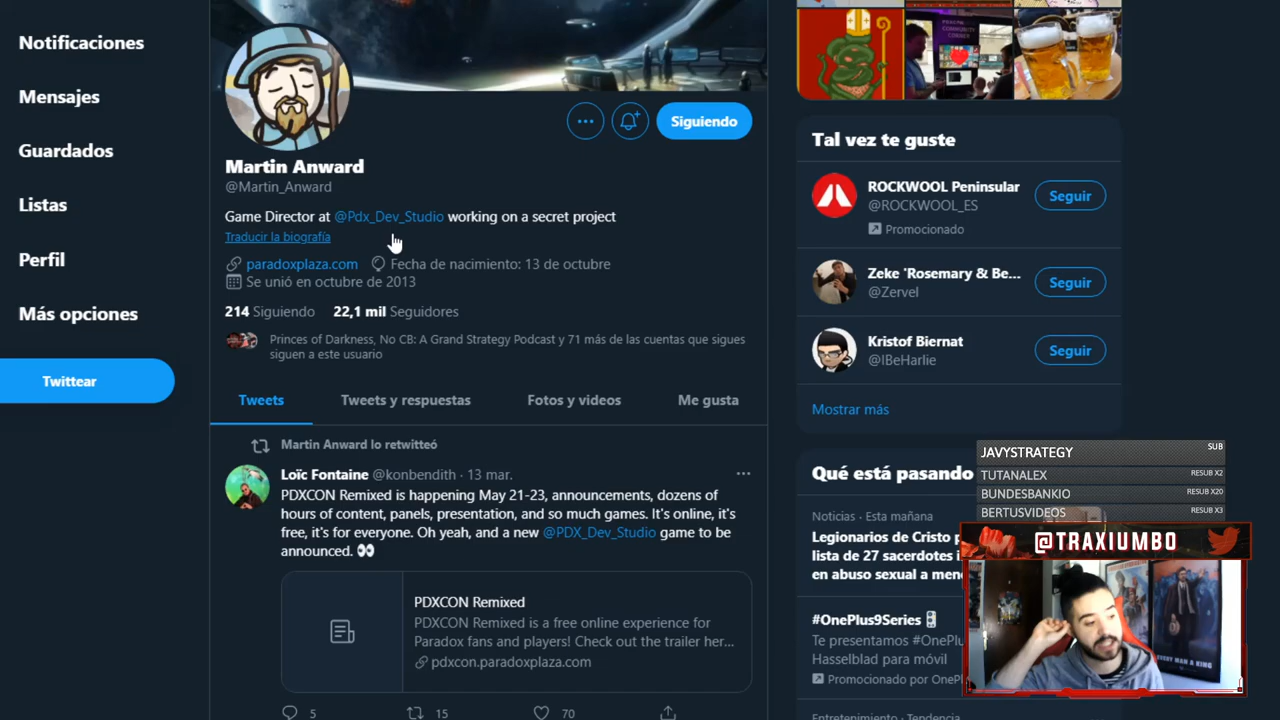 Notificaciones
Mensajes
Guardados
Listas
Perfil
Más opciones
Twittear
Siguiendo
Martin Anward
@Martin_Anward
Game Director at @Pdx_Dev_Studio working on a secret project
Traducir la biografía
paradoxplaza.com Fecha de nacimiento: 13 de octubre
Se unió en octubre de 2013
214 Siguiendo 22,1 mil Seguidores
Princes of Darkness, No CB: A Grand Strategy Podcast y 71 más de las cuentas que sigues
siguen a este usuario
Tweets Tweets y respuestas Fotos y videos Me gusta
Martin Anward lo retwitteó
Loïc Fontaine @konbendith · 13 mar.
PDXCON Remixed is happening May 21-23, announcements, dozens of
hours of content, panels, presentation, and so much games. It's online, it's
free, it's for everyone. Oh yeah, and a new @PDX_Dev_Studio game to be
announced. 👀
PDXCON Remixed
PDXCON Remixed is a free online experience for
Paradox fans and players! Check out the trailer her...
pdxcon.paradoxplaza.com
5 15 70
Tal vez te guste
ROCKWOOL Peninsular
@ROCKWOOL_ES
Promocionado
Seguir
Zeke 'Rosemary & Be...
@Zervel
Seguir
Kristof Biernat
@IBeHarlie
Seguir
Mostrar más
Qué está pasando
Noticias · Esta mañana
Legionarios de Cristo p
lista de 27 sacerdotes i
en abuso sexual a men
#OnePlus9Series
Te presentamos #OnePlu
Hasselblad para móvil
Promocionado por OnePl
Entretenimiento · Tendencia
JAVYSTRATEGY SUB
TUTANALEX RESUB X2
BUNDESBANKIO RESUB X20
BERTUSVIDEOS RESUB X3
@TRAXIUMBO
EVERY MAN A KING